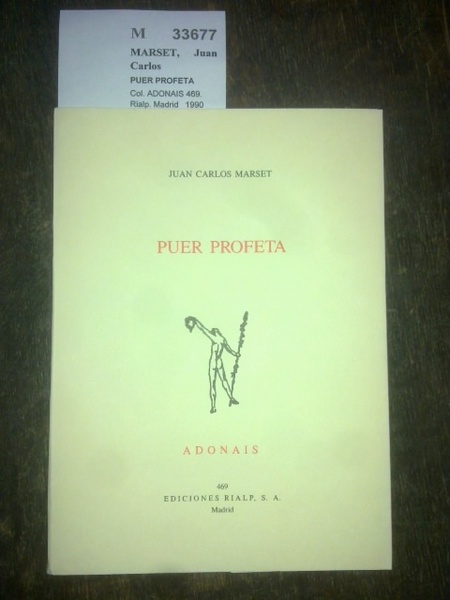 M 33677
MARSET, Juan
Carlos
PUER PROFETA
Col. ADONAIS 469.
Rialp. Madrid 1990
JUAN CARLOS MARSET
PUER PROFETA
ADONAIS
469
EDICIONES RIALP, S. A.
Madrid